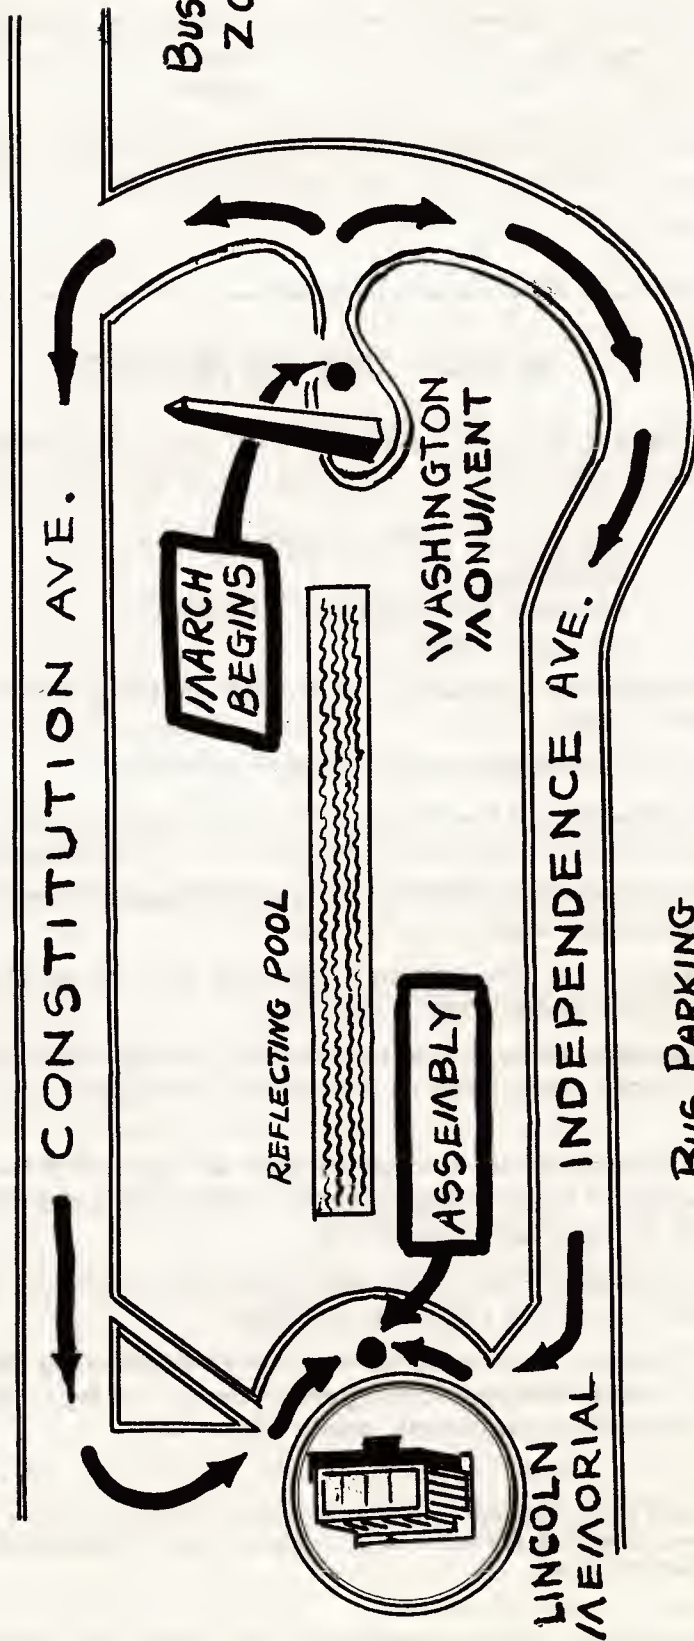 CONSTITUTION AVE.
MARCH
BEGINS
REFLECTING POOL
WASHINGTON
MONUMENT
ASSEMBLY
INDEPENDENCE AVE.
LINCOLN
MEMORIAL
BUS PARKING